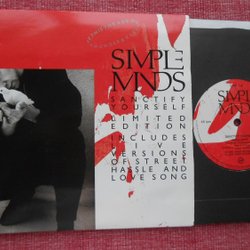 SIMPLE
MINDS
SANCTIFY
YOURSELF
LIMITED
EDITION
INCLUDES
LIVE
VERSIONS
OF STREET
HASSLE AND
LOVE SONG
SIMPLE
MINDS